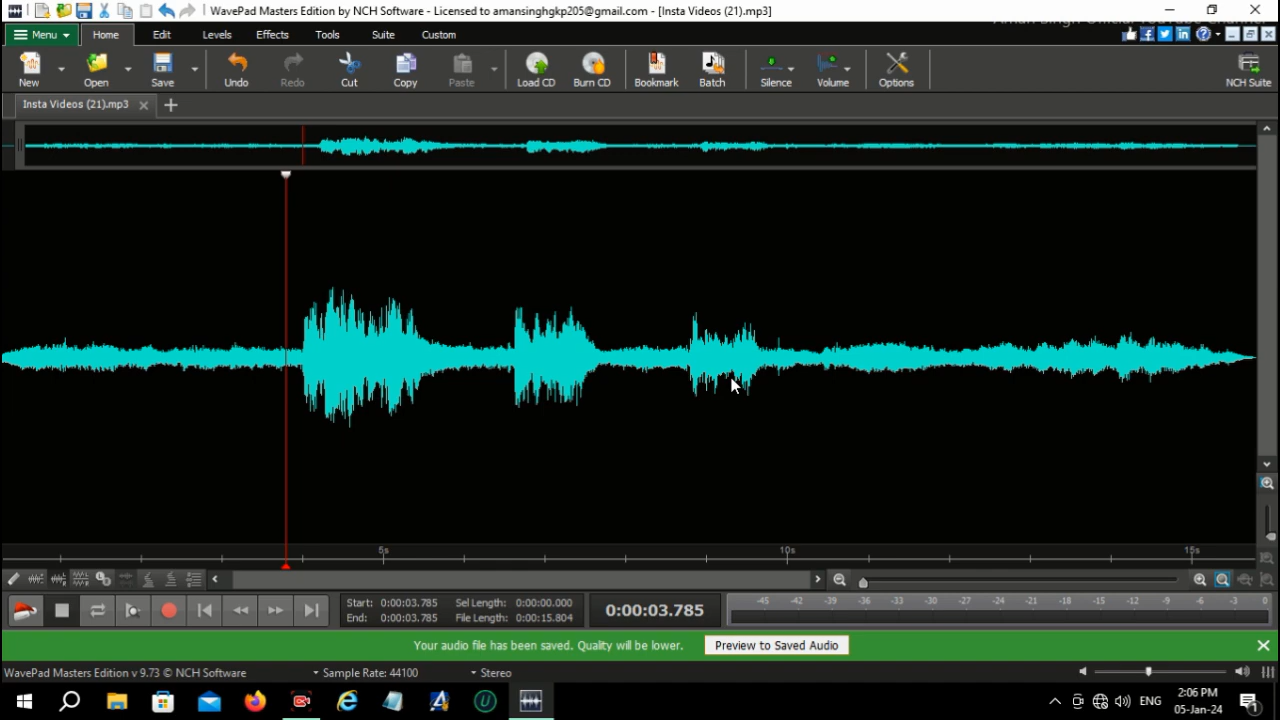 WavePad Masters Edition by NCH Software - Licensed to amansinghgkp205@gmail.com - [Insta Videos (21).mp3]
Aman Singh Official YouTube Channel
Menu Home Edit Levels Effects Tools Suite Custom
New Open Save Undo Redo Cut Copy Paste Load CD Burn CD Bookmark Batch Silence Volume Options NCH Suite
Insta Videos (21).mp3
5s 10s 15s
-45 -42 -39 -36 -33 -30 -27 -24 -21 -18 -15 -12 -9 -6 -3 0
Start: 0:00:03.785 Sel Length: 0:00:00.000
0:00:03.785
End: 0:00:03.785 File Length: 0:00:15.804
Your audio file has been saved. Quality will be lower. Preview to Saved Audio
WavePad Masters Edition v 9.73 © NCH Software Sample Rate: 44100 Stereo
ENG 2:06 PM
05-Jan-24 1